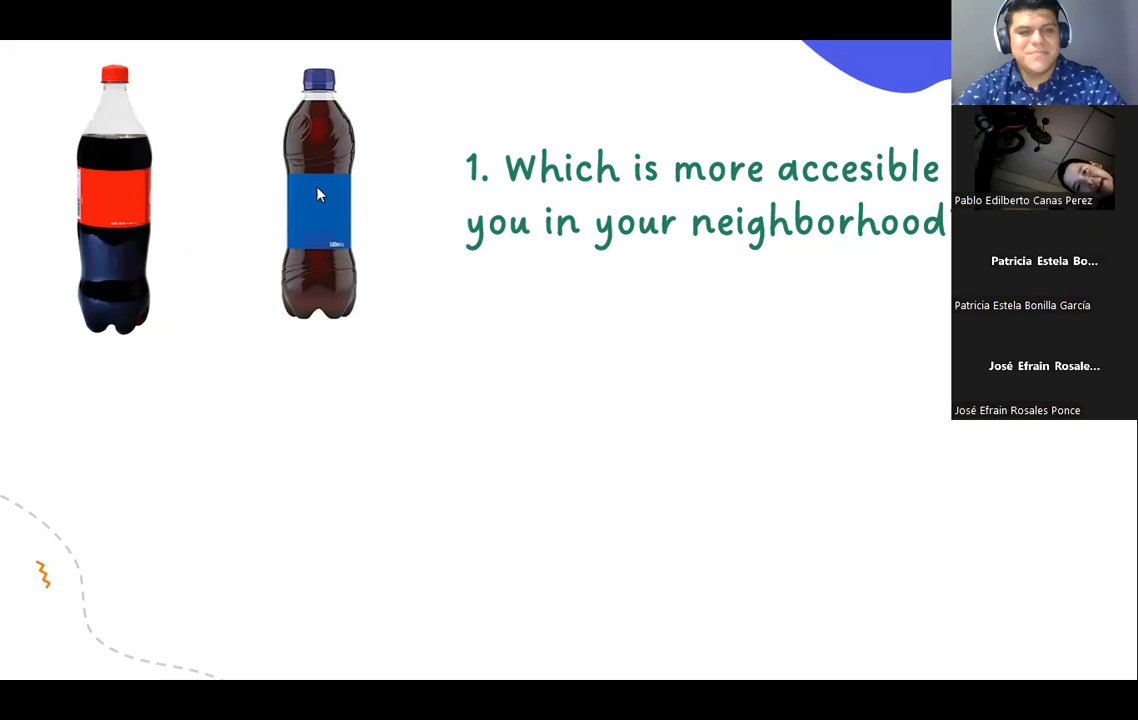 1. Which is more accesible
you in your neighborhood
500ml
Pablo Edilberto Canas Perez
Patricia Estela Bo...
Patricia Estela Bonilla García
José Efrain Rosale...
José Efrain Rosales Ponce